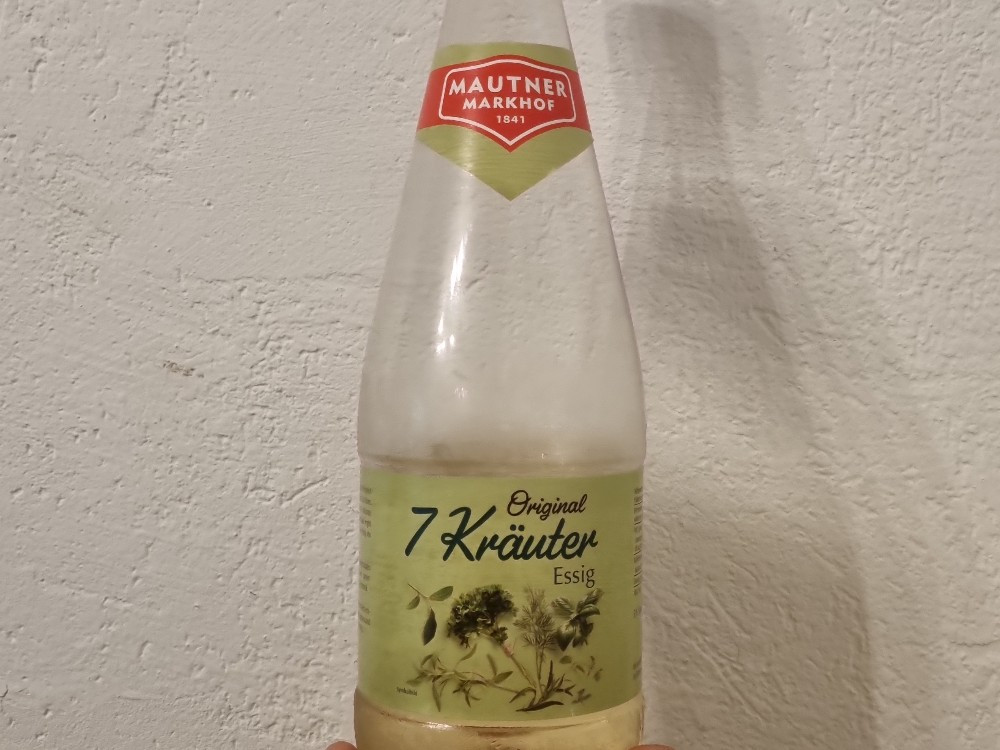 MAUTNER
MARKHOF
1841
Original
7 Kräuter
Essig